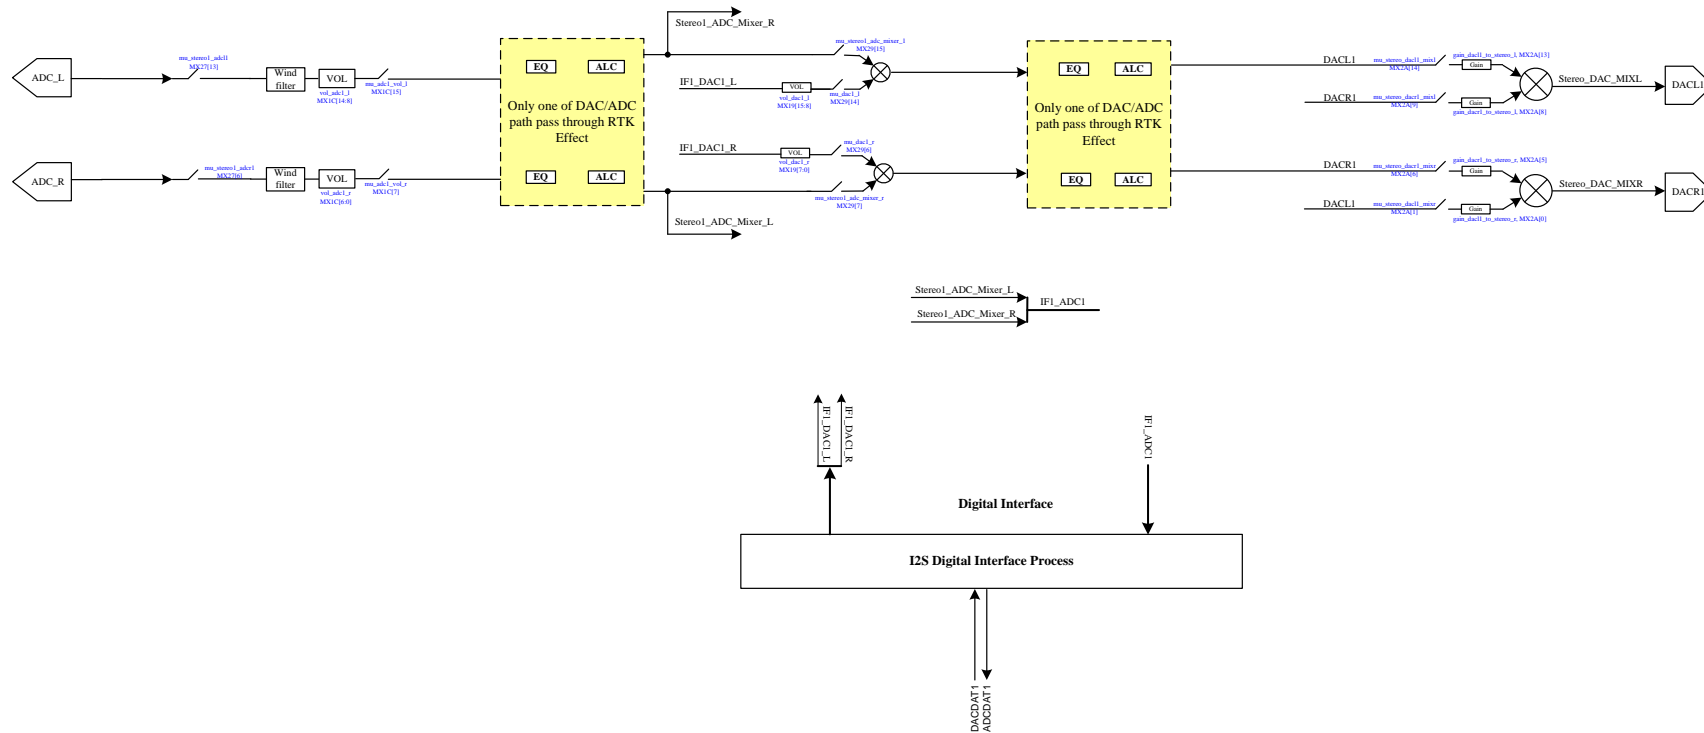 Stereo1_ADC_Mixer_R
ADC_L
mu_stereo1_adcl1
MX27[13]
Wind
filter
VOL
vol_adc1_l
MX1C[14:8]
mu_adc1_vol_l
MX1C[15]
EQ
ALC
Only one of DAC/ADC
path pass through RTK
Effect
EQ
ALC
mu_stereo1_adc_mixer_l
MX29[15]
IF1_DAC1_L
VOL
vol_dac1_l
MX19[15:8]
mu_dac1_l
MX29[14]
IF1_DAC1_R
VOL
vol_dac1_r
MX19[7:0]
mu_dac1_r
MX29[6]
mu_stereo1_adc_mixer_r
MX29[7]
Stereo1_ADC_Mixer_L
ADC_R
mu_stereo1_adcr1
MX27[6]
Wind
filter
VOL
vol_adc1_r
MX1C[6:0]
mu_adc1_vol_r
MX1C[7]
EQ
ALC
Only one of DAC/ADC
path pass through RTK
Effect
EQ
ALC
DACL1
mu_stereo_dacl1_mixl
MX2A[14]
gain_dacl1_to_stereo_l, MX2A[13]
Gain
DACR1
mu_stereo_dacr1_mixl
MX2A[9]
Gain
gain_dacr1_to_stereo_l, MX2A[8]
Stereo_DAC_MIXL
DACL1
DACR1
mu_stereo_dacr1_mixr
MX2A[6]
gain_dacr1_to_stereo_r, MX2A[5]
Gain
DACL1
mu_stereo_dacl1_mixr
MX2A[1]
Gain
gain_dacl1_to_stereo_r, MX2A[0]
Stereo_DAC_MIXR
DACR1
Stereo1_ADC_Mixer_L
Stereo1_ADC_Mixer_R
IF1_ADC1
IF1_DAC1_L
IF1_DAC1_R
IF1_ADC1
Digital Interface
I2S Digital Interface Process
DACDAT1
ADCDAT1